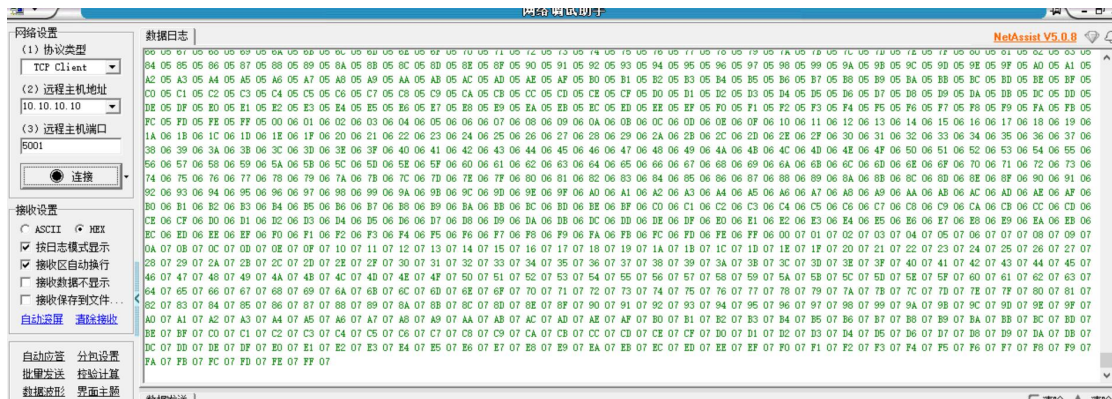 网络调试助手
网络设置
(1) 协议类型
TCP Client
(2) 远程主机地址
10.10.10.10
(3) 远程主机端口
5001
连接
接收设置
ASCII HEX
按日志模式显示
接收区自动换行
接收数据不显示
接收保存到文件...
自动滚屏 清除接收
自动应答 分包设置
批量发送 校验计算
数据波形 界面主题
数据日志
NetAssist V5.0.8
66 05 67 05 68 05 69 05 6A 05 6B 05 6C 05 6D 05 6E 05 6F 05 70 05 71 05 72 05 73 05 74 05 75 05 76 05 77 05 78 05 79 05 7A 05 7B 05 7C 05 7D 05 7E 05 7F 05 80 05 81 05 82 05 83 05
84 05 85 05 86 05 87 05 88 05 89 05 8A 05 8B 05 8C 05 8D 05 8E 05 8F 05 90 05 91 05 92 05 93 05 94 05 95 05 96 05 97 05 98 05 99 05 9A 05 9B 05 9C 05 9D 05 9E 05 9F 05 A0 05 A1 05
A2 05 A3 05 A4 05 A5 05 A6 05 A7 05 A8 05 A9 05 AA 05 AB 05 AC 05 AD 05 AE 05 AF 05 B0 05 B1 05 B2 05 B3 05 B4 05 B5 05 B6 05 B7 05 B8 05 B9 05 BA 05 BB 05 BC 05 BD 05 BE 05 BF 05
C0 05 C1 05 C2 05 C3 05 C4 05 C5 05 C6 05 C7 05 C8 05 C9 05 CA 05 CB 05 CC 05 CD 05 CE 05 CF 05 D0 05 D1 05 D2 05 D3 05 D4 05 D5 05 D6 05 D7 05 D8 05 D9 05 DA 05 DB 05 DC 05 DD 05
DE 05 DF 05 E0 05 E1 05 E2 05 E3 05 E4 05 E5 05 E6 05 E7 05 E8 05 E9 05 EA 05 EB 05 EC 05 ED 05 EE 05 EF 05 F0 05 F1 05 F2 05 F3 05 F4 05 F5 05 F6 05 F7 05 F8 05 F9 05 FA 05 FB 05
FC 05 FD 05 FE 05 FF 05 00 06 01 06 02 06 03 06 04 06 05 06 06 06 07 06 08 06 09 06 0A 06 0B 06 0C 06 0D 06 0E 06 0F 06 10 06 11 06 12 06 13 06 14 06 15 06 16 06 17 06 18 06 19 06
1A 06 1B 06 1C 06 1D 06 1E 06 1F 06 20 06 21 06 22 06 23 06 24 06 25 06 26 06 27 06 28 06 29 06 2A 06 2B 06 2C 06 2D 06 2E 06 2F 06 30 06 31 06 32 06 33 06 34 06 35 06 36 06 37 06
38 06 39 06 3A 06 3B 06 3C 06 3D 06 3E 06 3F 06 40 06 41 06 42 06 43 06 44 06 45 06 46 06 47 06 48 06 49 06 4A 06 4B 06 4C 06 4D 06 4E 06 4F 06 50 06 51 06 52 06 53 06 54 06 55 06
56 06 57 06 58 06 59 06 5A 06 5B 06 5C 06 5D 06 5E 06 5F 06 60 06 61 06 62 06 63 06 64 06 65 06 66 06 67 06 68 06 69 06 6A 06 6B 06 6C 06 6D 06 6E 06 6F 06 70 06 71 06 72 06 73 06
74 06 75 06 76 06 77 06 78 06 79 06 7A 06 7B 06 7C 06 7D 06 7E 06 7F 06 80 06 81 06 82 06 83 06 84 06 85 06 86 06 87 06 88 06 89 06 8A 06 8B 06 8C 06 8D 06 8E 06 8F 06 90 06 91 06
92 06 93 06 94 06 95 06 96 06 97 06 98 06 99 06 9A 06 9B 06 9C 06 9D 06 9E 06 9F 06 A0 06 A1 06 A2 06 A3 06 A4 06 A5 06 A6 06 A7 06 A8 06 A9 06 AA 06 AB 06 AC 06 AD 06 AE 06 AF 06
B0 06 B1 06 B2 06 B3 06 B4 06 B5 06 B6 06 B7 06 B8 06 B9 06 BA 06 BB 06 BC 06 BD 06 BE 06 BF 06 C0 06 C1 06 C2 06 C3 06 C4 06 C5 06 C6 06 C7 06 C8 06 C9 06 CA 06 CB 06 CC 06 CD 06
CE 06 CF 06 D0 06 D1 06 D2 06 D3 06 D4 06 D5 06 D6 06 D7 06 D8 06 D9 06 DA 06 DB 06 DC 06 DD 06 DE 06 DF 06 E0 06 E1 06 E2 06 E3 06 E4 06 E5 06 E6 06 E7 06 E8 06 E9 06 EA 06 EB 06
EC 06 ED 06 EE 06 EF 06 F0 06 F1 06 F2 06 F3 06 F4 06 F5 06 F6 06 F7 06 F8 06 F9 06 FA 06 FB 06 FC 06 FD 06 FE 06 FF 06 00 07 01 07 02 07 03 07 04 07 05 07 06 07 07 07 08 07 09 07
0A 07 0B 07 0C 07 0D 07 0E 07 0F 07 10 07 11 07 12 07 13 07 14 07 15 07 16 07 17 07 18 07 19 07 1A 07 1B 07 1C 07 1D 07 1E 07 1F 07 20 07 21 07 22 07 23 07 24 07 25 07 26 07 27 07
28 07 29 07 2A 07 2B 07 2C 07 2D 07 2E 07 2F 07 30 07 31 07 32 07 33 07 34 07 35 07 36 07 37 07 38 07 39 07 3A 07 3B 07 3C 07 3D 07 3E 07 3F 07 40 07 41 07 42 07 43 07 44 07 45 07
46 07 47 07 48 07 49 07 4A 07 4B 07 4C 07 4D 07 4E 07 4F 07 50 07 51 07 52 07 53 07 54 07 55 07 56 07 57 07 58 07 59 07 5A 07 5B 07 5C 07 5D 07 5E 07 5F 07 60 07 61 07 62 07 63 07
64 07 65 07 66 07 67 07 68 07 69 07 6A 07 6B 07 6C 07 6D 07 6E 07 6F 07 70 07 71 07 72 07 73 07 74 07 75 07 76 07 77 07 78 07 79 07 7A 07 7B 07 7C 07 7D 07 7E 07 7F 07 80 07 81 07
82 07 83 07 84 07 85 07 86 07 87 07 88 07 89 07 8A 07 8B 07 8C 07 8D 07 8E 07 8F 07 90 07 91 07 92 07 93 07 94 07 95 07 96 07 97 07 98 07 99 07 9A 07 9B 07 9C 07 9D 07 9E 07 9F 07
A0 07 A1 07 A2 07 A3 07 A4 07 A5 07 A6 07 A7 07 A8 07 A9 07 AA 07 AB 07 AC 07 AD 07 AE 07 AF 07 B0 07 B1 07 B2 07 B3 07 B4 07 B5 07 B6 07 B7 07 B8 07 B9 07 BA 07 BB 07 BC 07 BD 07
BE 07 BF 07 C0 07 C1 07 C2 07 C3 07 C4 07 C5 07 C6 07 C7 07 C8 07 C9 07 CA 07 CB 07 CC 07 CD 07 CE 07 CF 07 D0 07 D1 07 D2 07 D3 07 D4 07 D5 07 D6 07 D7 07 D8 07 D9 07 DA 07 DB 07
DC 07 DD 07 DE 07 DF 07 E0 07 E1 07 E2 07 E3 07 E4 07 E5 07 E6 07 E7 07 E8 07 E9 07 EA 07 EB 07 EC 07 ED 07 EE 07 EF 07 F0 07 F1 07 F2 07 F3 07 F4 07 F5 07 F6 07 F7 07 F8 07 F9 07
FA 07 FB 07 FC 07 FD 07 FE 07 FF 07